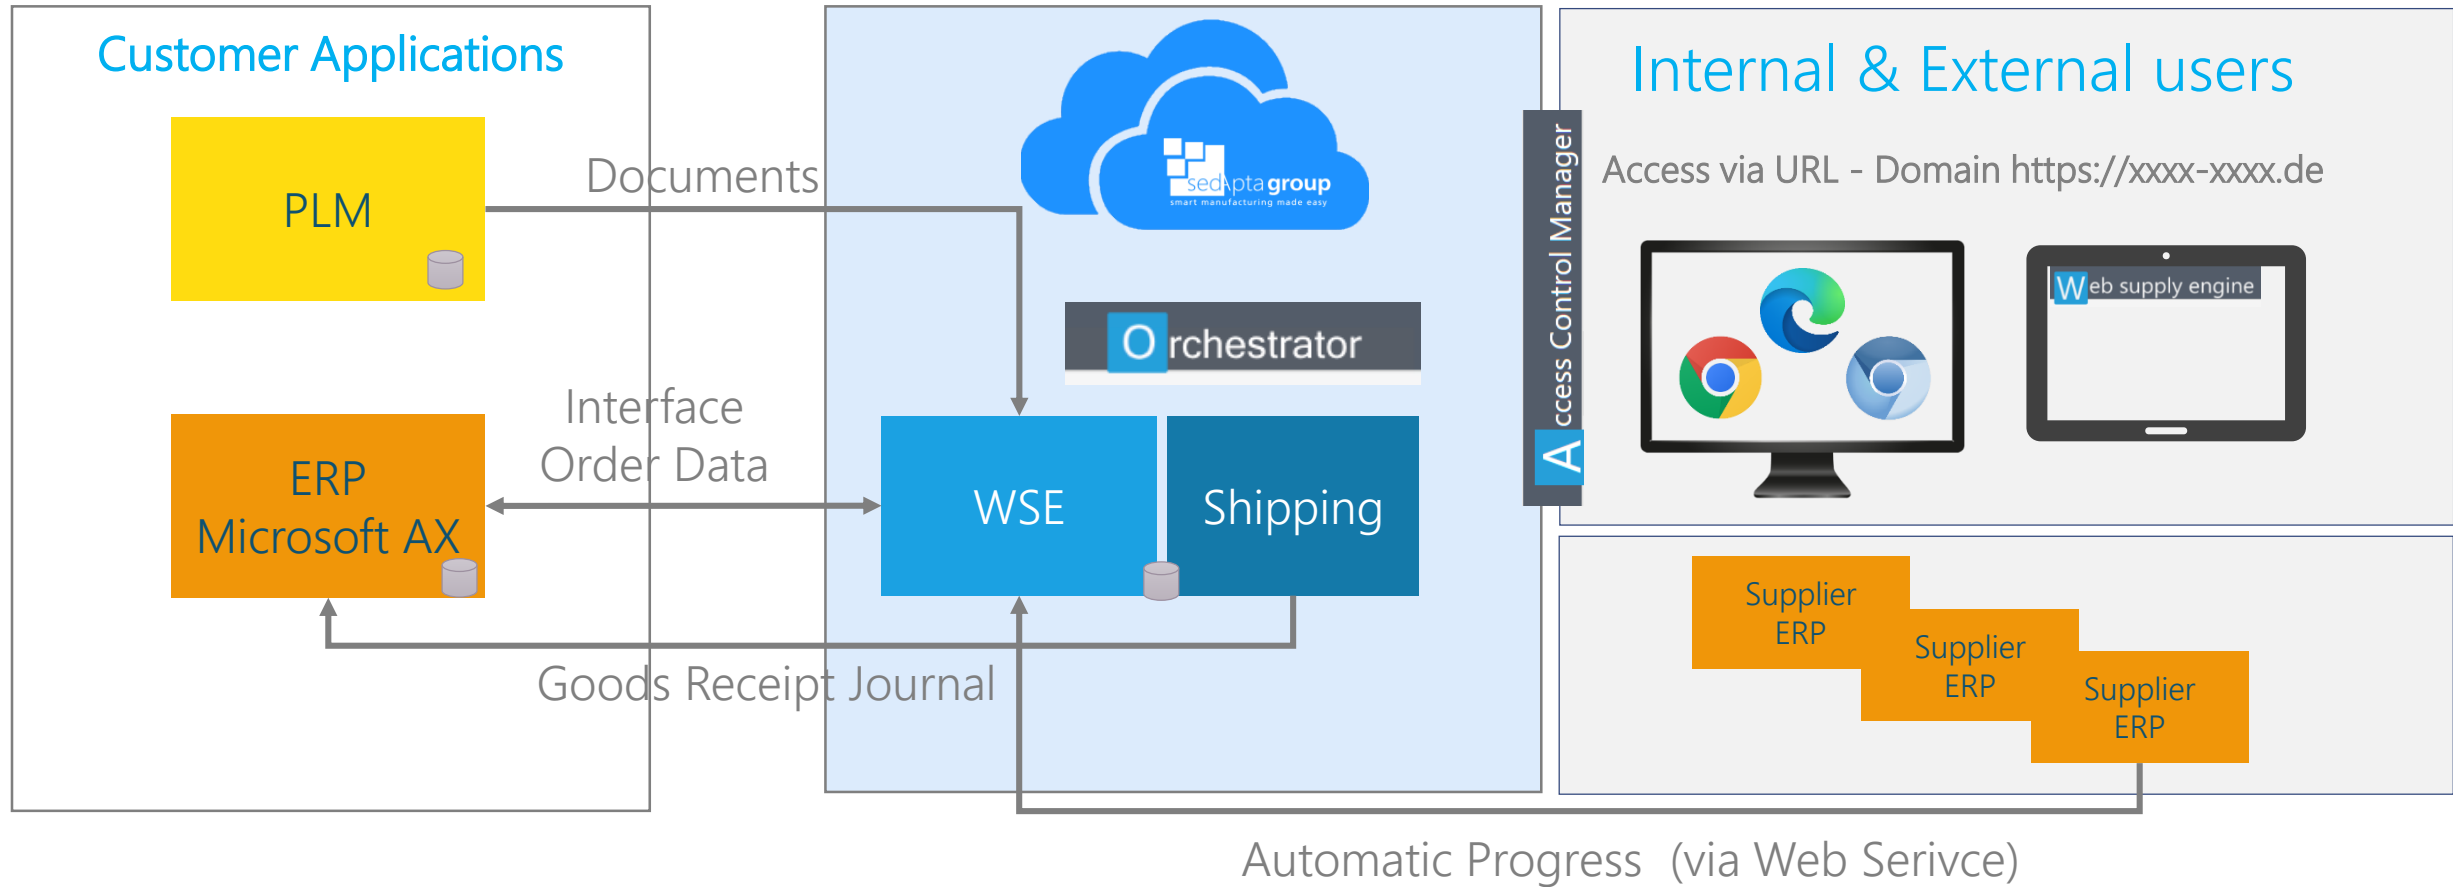 Customer Applications
PLM
Documents
ERP
Microsoft AX
Interface
Order Data
Goods Receipt Journal
sedApta group
smart manufacturing made easy
Orchestrator
WSE
Shipping
Access Control Manager
Internal & External users
Access via URL - Domain https://xxxx-xxxx.de
Web supply engine
Supplier
ERP
Supplier
ERP
Supplier
ERP
Automatic Progress (via Web Serivce)